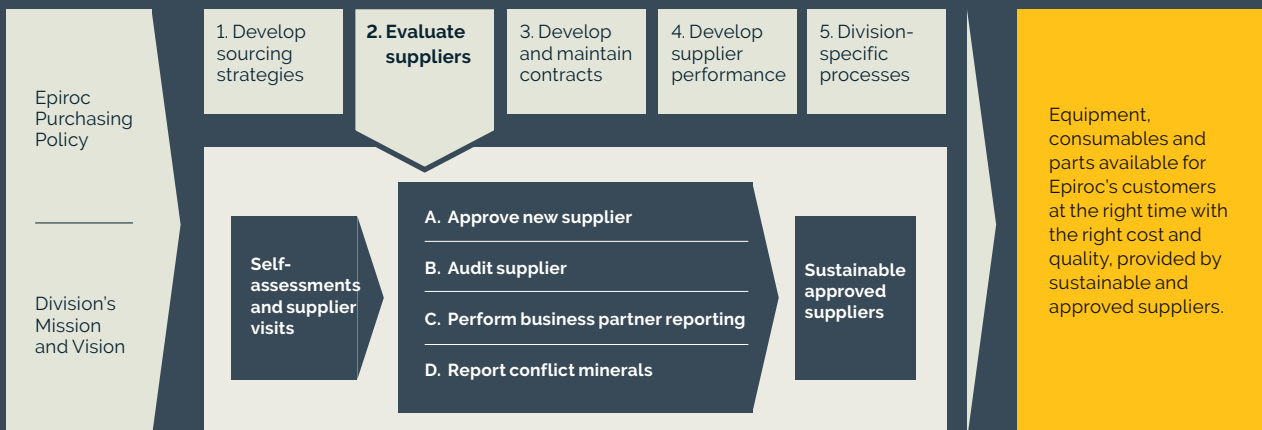 Epiroc
Purchasing
Policy
Division’s
Mission
and Vision
1. Develop
sourcing
strategies
2. Evaluate
suppliers
3. Develop
and maintain
contracts
4. Develop
supplier
performance
5. Division-
specific
processes
Self-
assessments
and supplier
visits
A. Approve new supplier
B. Audit supplier
C. Perform business partner reporting
D. Report conflict minerals
Sustainable
approved
suppliers
Equipment,
consumables and
parts available for
Epiroc’s customers
at the right time with
the right cost and
quality, provided by
sustainable and
approved suppliers.